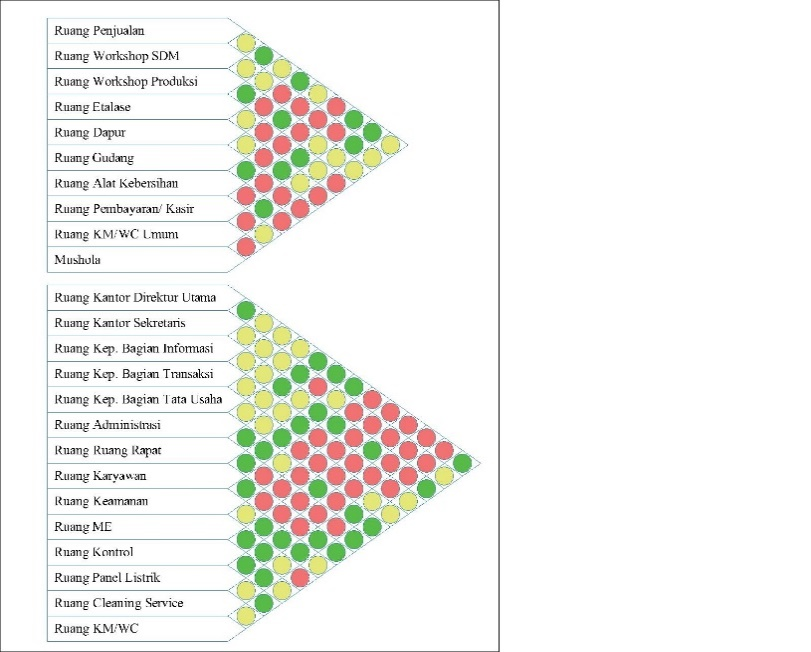 Ruang Penjualan
Ruang Workshop SDM
Ruang Workshop Produksi
Ruang Etalase
Ruang Dapur
Ruang Gudang
Ruang Alat Kebersihan
Ruang Pembayaran/ Kasir
Ruang KM/WC Umum
Mushola
Ruang Kantor Direktur Utama
Ruang Kantor Sekretaris
Ruang Kep. Bagian Informasi
Ruang Kep. Bagian Transaksi
Ruang Kep. Bagian Tata Usaha
Ruang Administrasi
Ruang Ruang Rapat
Ruang Karyawan
Ruang Keamanan
Ruang ME
Ruang Kontrol
Ruang Panel Listrik
Ruang Cleaning Service
Ruang KM/WC